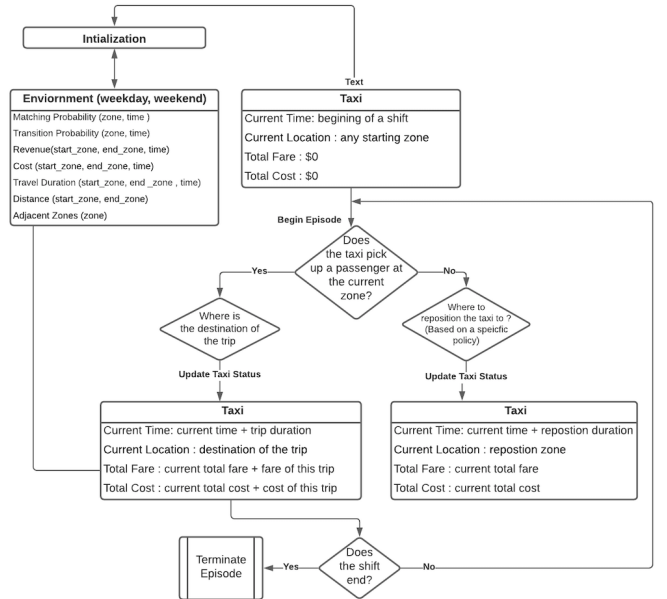 Intialization
Enviornment (weekday, weekend)
Matching Probability (zone, time )
Transition Probability (zone, time)
Revenue(start_zone, end_zone, time)
Cost (start_zone, end_zone, time)
Travel Duration (start_zone, end _zone , time)
Distance (start_zone, end_zone)
Adjacent Zones (zone)
Text
Taxi
Current Time: begining of a shift
Current Location : any starting zone
Total Fare : $0
Total Cost : $0
Begin Episode
Does
the taxi pick
up a passenger at
the current
zone?
Yes
No
Where is
the destination of
the trip
Where to
reposition the taxi to ?
(Based on a speicfic
policy)
Update Taxi Status
Update Taxi Status
Taxi
Current Time: current time + trip duration
Current Location : destination of the trip
Total Fare : current total fare + fare of this trip
Total Cost : current total cost + cost of this trip
Taxi
Current Time: current time + repostion duration
Current Location : repostion zone
Total Fare : current total fare
Total Cost : current total cost
Does
the shift
end?
Yes
No
Terminate
Episode